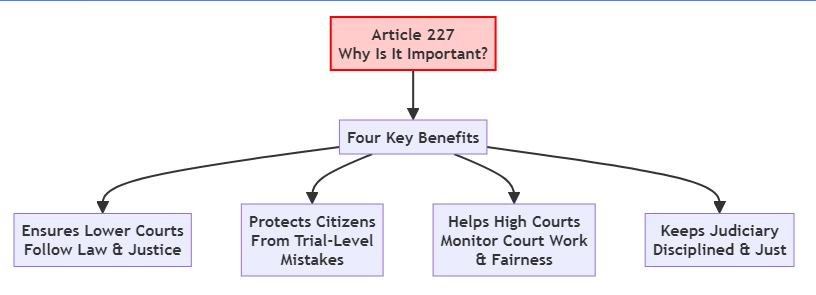 Article 227
Why Is It Important?
Four Key Benefits
Ensures Lower Courts
Follow Law & Justice
Protects Citizens
From Trial-Level
Mistakes
Helps High Courts
Monitor Court Work
& Fairness
Keeps Judiciary
Disciplined & Just